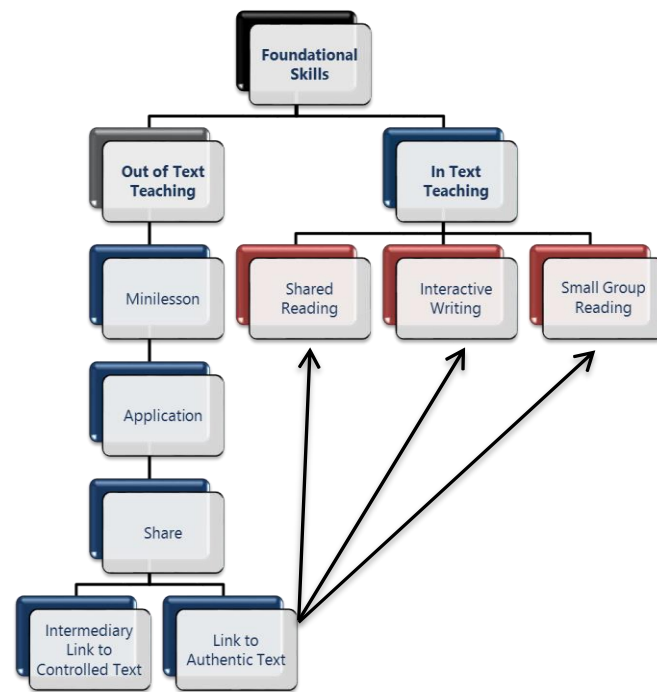 Foundational
Skills
Out of Text
Teaching
In Text
Teaching
Minilesson
Shared
Reading
Interactive
Writing
Small Group
Reading
Application
Share
Intermediary
Link to
Controlled Text
Link to
Authentic Text